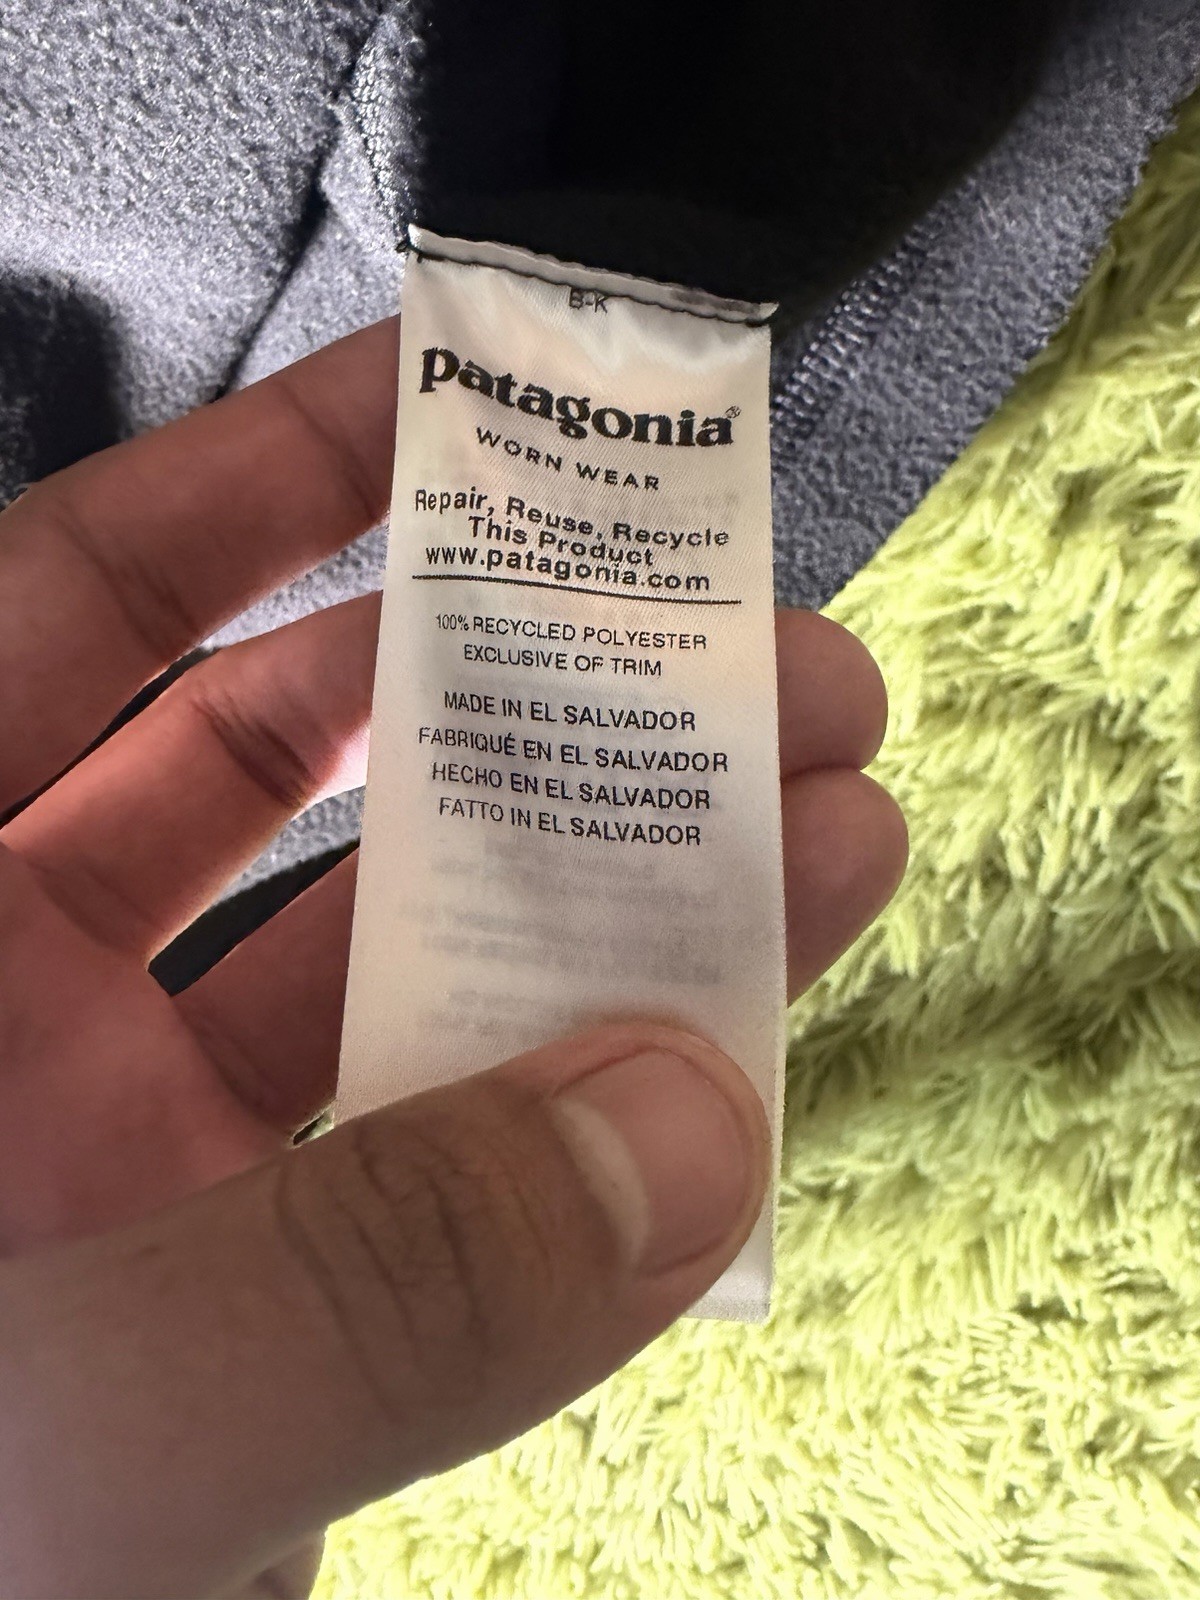 B-K
patagonia®
WORN WEAR
Repair, Reuse, Recycle
This Product
www.patagonia.com
100% RECYCLED POLYESTER
EXCLUSIVE OF TRIM
MADE IN EL SALVADOR
FABRIQUÉ EN EL SALVADOR
HECHO EN EL SALVADOR
FATTO IN EL SALVADOR